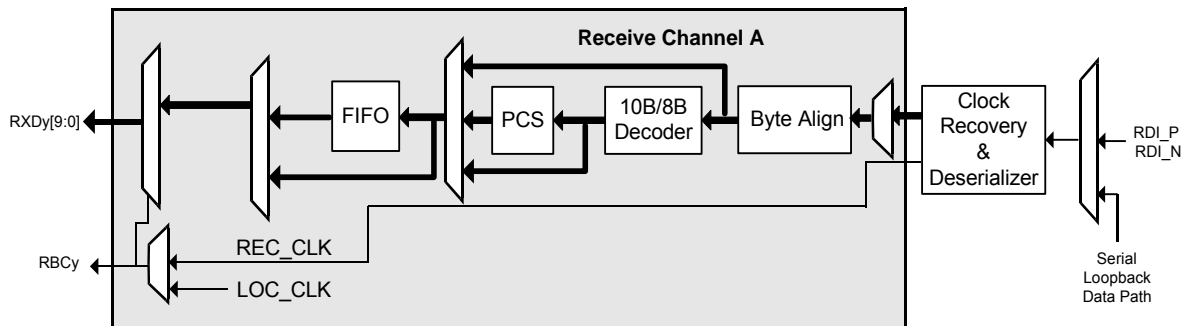 Receive Channel A
RXDy[9:0]
FIFO
PCS
10B/8B
Decoder
Byte Align
Clock
Recovery
&
Deserializer
RDI_P
RDI_N
REC_CLK
RBCy
LOC_CLK
Serial
Loopback
Data Path